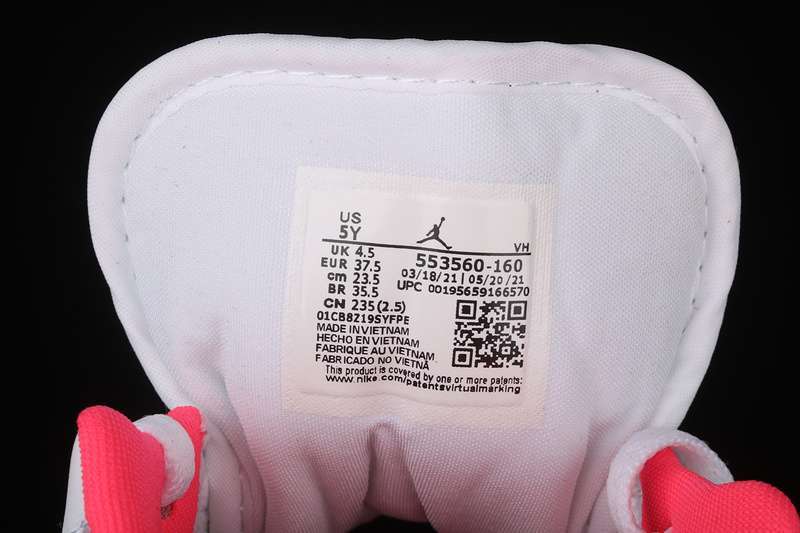 US
5Y
VH
UK 4.5
EUR 37.5
cm 23.5
BR 35.5
CN 235(2.5)
553560-160
03/18/21 | 05/20/21
UPC 00195659166570
01CB8Z19SYFPE
MADE IN VIETNAM
HECHO EN VIETNAM
FABRIQUE AU VIETNAM
FABRICADO NO VIETNÃ
This product is covered by one or more patents:
www.nike.com/patentsvirtualmarking